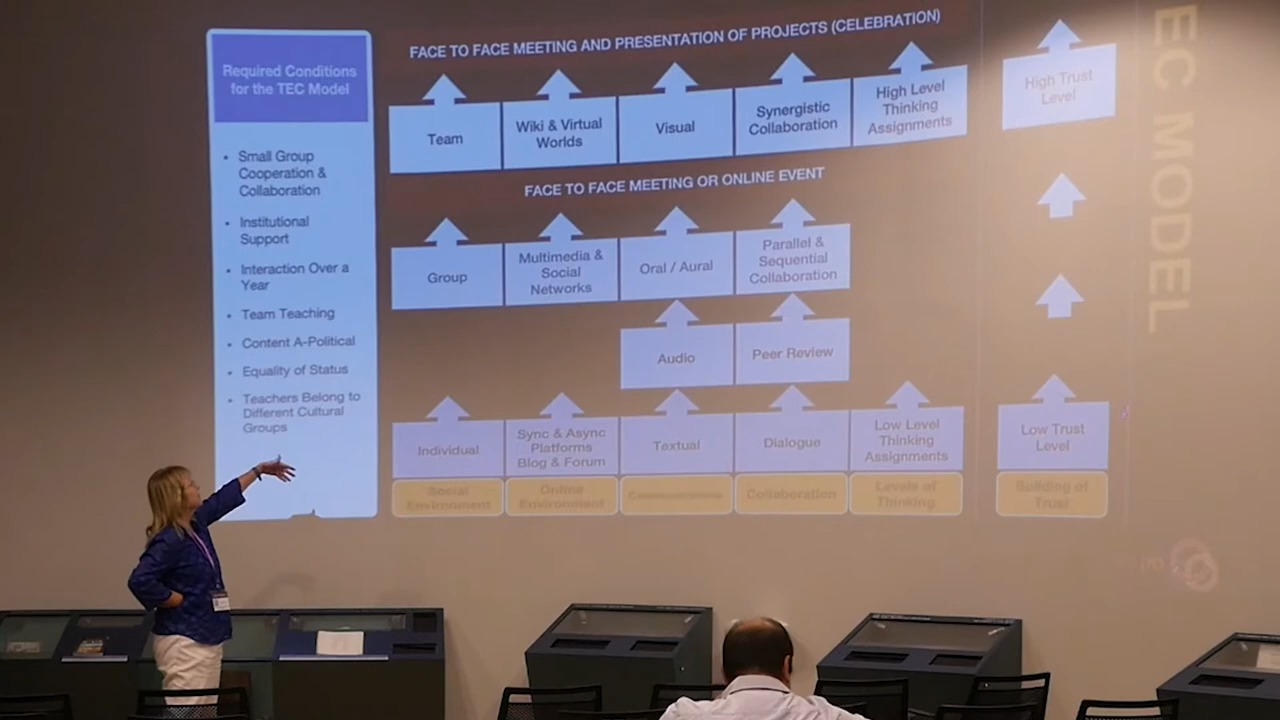 FACE TO FACE MEETING AND PRESENTATION OF PROJECTS (CELEBRATION)
Required Conditions
for the TEC Model
• Small Group
Cooperation &
Collaboration
• Institutional
Support
• Interaction Over a
Year
• Team Teaching
• Content A-Political
• Equality of Status
• Teachers Belong to
Different Cultural
Groups
Team
Wiki & Virtual
Worlds
Visual
Synergistic
Collaboration
High Level
Thinking
Assignments
High Trust
Level
FACE TO FACE MEETING OR ONLINE EVENT
Group
Multimedia &
Social
Networks
Oral / Aural
Parallel &
Sequential
Collaboration
Audio
Peer Review
Individual
Sync & Async
Platforms
Blog & Forum
Textual
Dialogue
Low Level
Thinking
Assignments
Low Trust
Level
Social
Environment
Online
Environment
Collaboration
Levels of
Thinking
Building of
Trust
EC MODEL